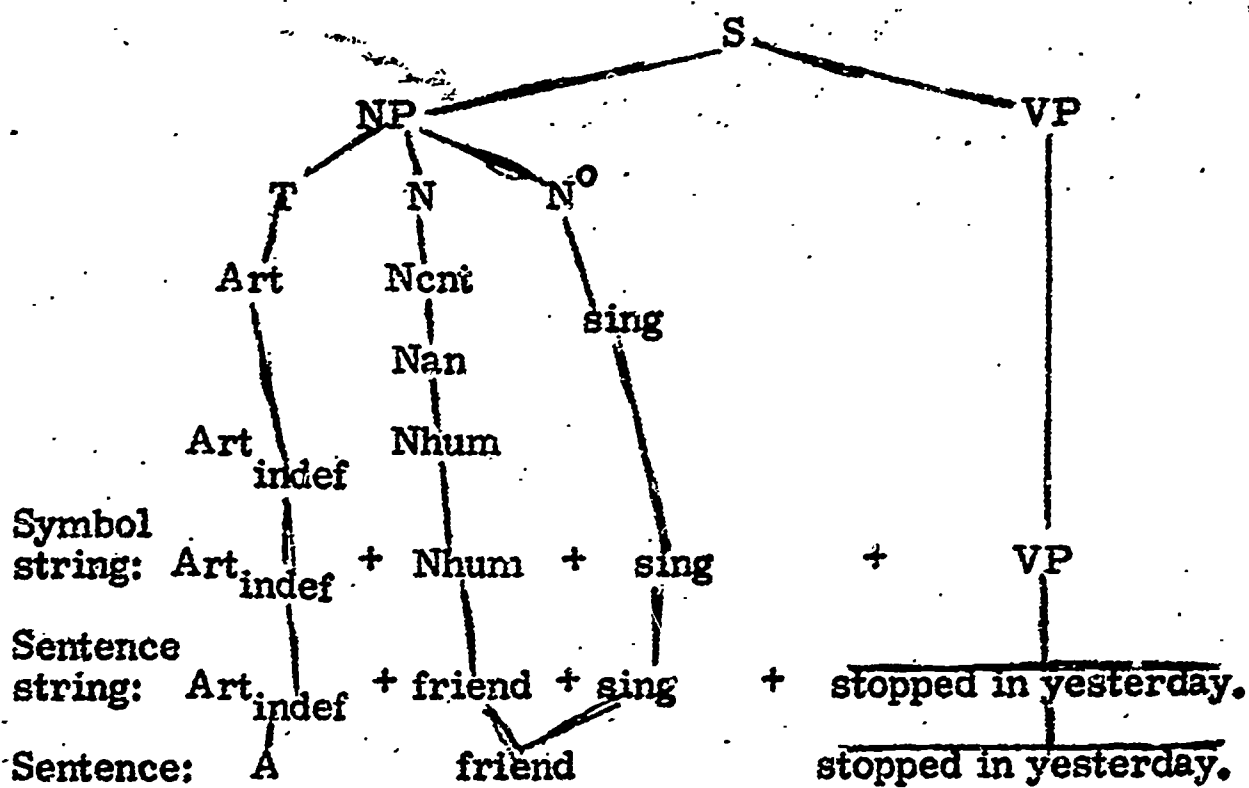 S
NP VP
T N N°
Art Ncnt
sing
Nan
Art indef Nhum
Symbol
string: Art indef + Nhum + sing + VP
Sentence
string: Art indef + friend + sing + stopped in yesterday.
Sentence: A friend stopped in yesterday.